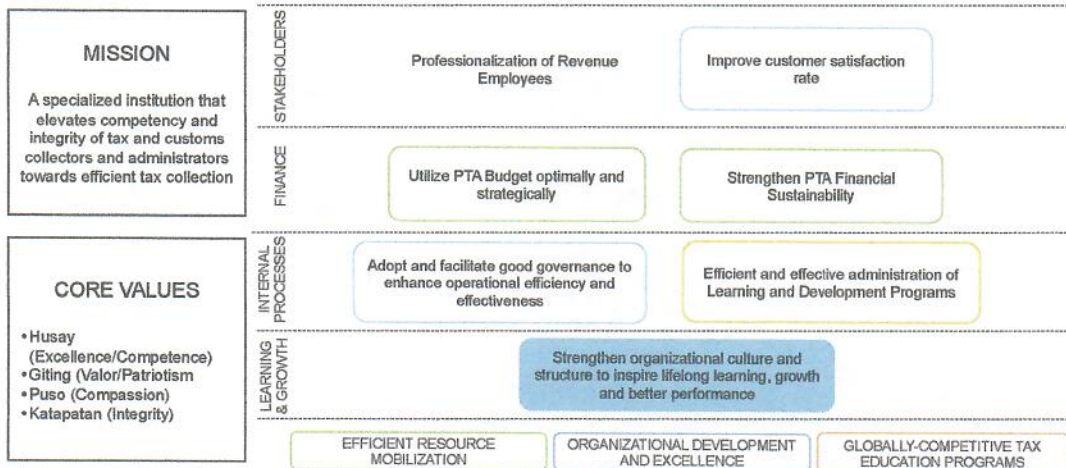 MISSION
A specialized institution that
elevates competency and
integrity of tax and customs
collectors and administrators
towards efficient tax collection
CORE VALUES
•Husay
(Excellence/Competence)
•Giting (Valor/Patriotism
•Puso (Compassion)
•Katapatan (Integrity)
STAKEHOLDERS
Professionalization of Revenue
Employees
Improve customer satisfaction
rate
FINANCE
Utilize PTA Budget optimally and
strategically
Strengthen PTA Financial
Sustainability
INTERNAL
PROCESSES
Adopt and facilitate good governance to
enhance operational efficiency and
effectiveness
Efficient and effective administration of
Learning and Development Programs
LEARNING
& GROWTH
Strengthen organizational culture and
structure to inspire lifelong learning, growth
and better performance
EFFICIENT RESOURCE
MOBILIZATION
ORGANIZATIONAL DEVELOPMENT
AND EXCELLENCE
GLOBALLY-COMPETITIVE TAX
EDUCATION PROGRAMS